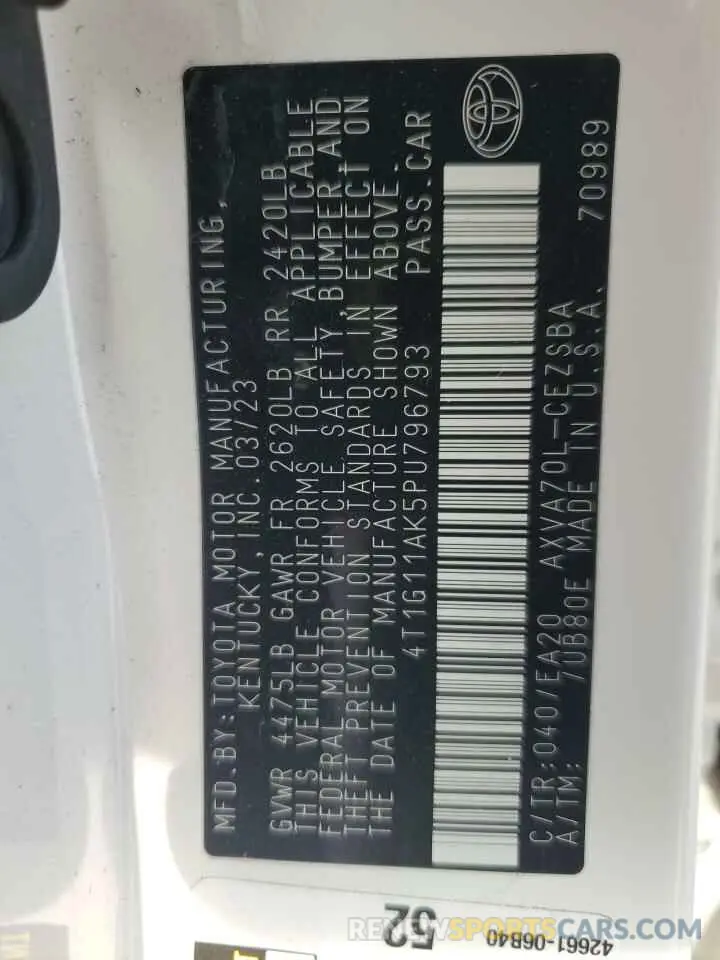 MFD.BY:TOYOTA MOTOR MANUFACTURING,
KENTUCKY,INC.03/23
GVWR 4475LB GAWR FR 2620LB RR 2420LB
THIS VEHICLE CONFORMS TO ALL APPLICABLE
FEDERAL MOTOR VEHICLE SAFETY, BUMPER,AND
THEFT PREVENTION STANDARDS IN EFFECT ON
THE DATE OF MANUFACTURE SHOWN ABOVE.
4T1G11AK5PU796793 PASS.CAR
C/TR:040/EA20 AXVA70L-CEZSBA
A/TM: 70B80E MADE IN U.S.A. 70989
52
42661-06B40
RENEWSPORTSCARS.COM